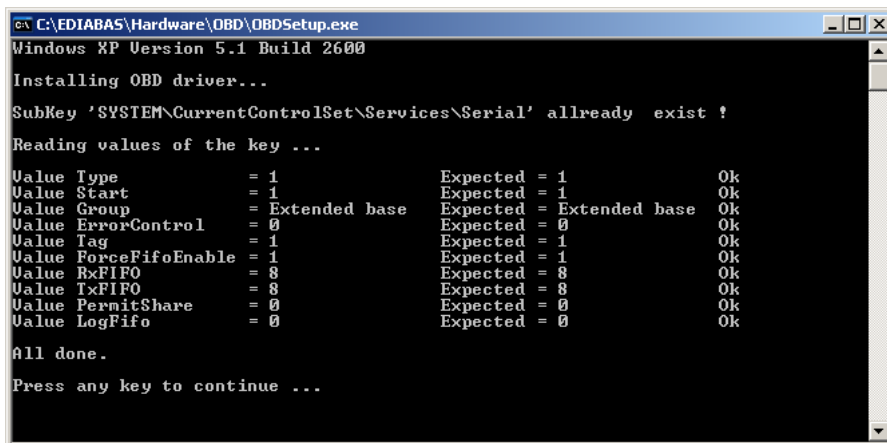 C:\EDIABAS\Hardware\OBD\OBDSetup.exe
Windows XP Version 5.1 Build 2600
Installing OBD driver...
SubKey 'SYSTEM\CurrentControlSet\Services\Serial' allready  exist !
Reading values of the key ...
Value Type             = 1               Expected = 1               Ok
Value Start            = 1               Expected = 1               Ok
Value Group            = Extended base   Expected = Extended base   Ok
Value ErrorControl     = 0               Expected = 0               Ok
Value Tag              = 1               Expected = 1               Ok
Value ForceFifoEnable  = 1               Expected = 1               Ok
Value RxFIFO           = 8               Expected = 8               Ok
Value TxFIFO           = 8               Expected = 8               Ok
Value PermitShare      = 0               Expected = 0               Ok
Value LogFifo          = 0               Expected = 0               Ok
All done.
Press any key to continue ...